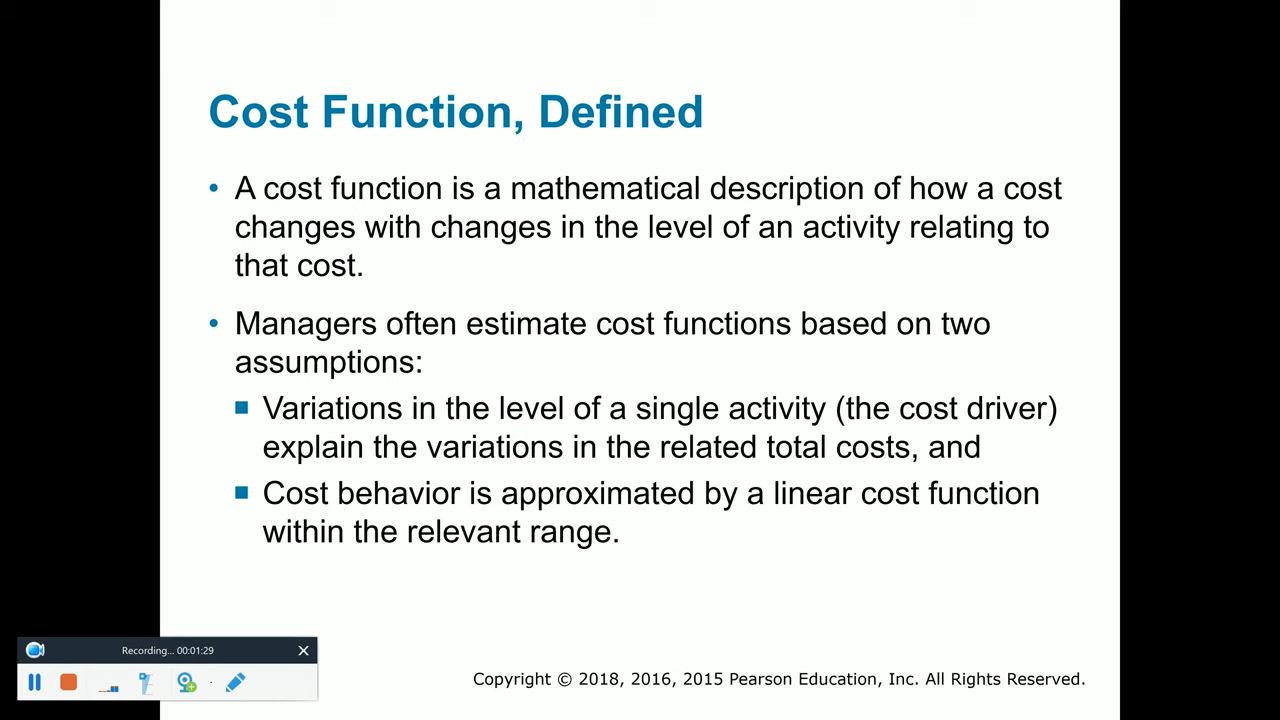 Cost Function, Defined
• A cost function is a mathematical description of how a cost
changes with changes in the level of an activity relating to
that cost.
• Managers often estimate cost functions based on two
assumptions:
■ Variations in the level of a single activity (the cost driver)
explain the variations in the related total costs, and
■ Cost behavior is approximated by a linear cost function
within the relevant range.
Recording... 00:01:29
Copyright © 2018, 2016, 2015 Pearson Education, Inc. All Rights Reserved.